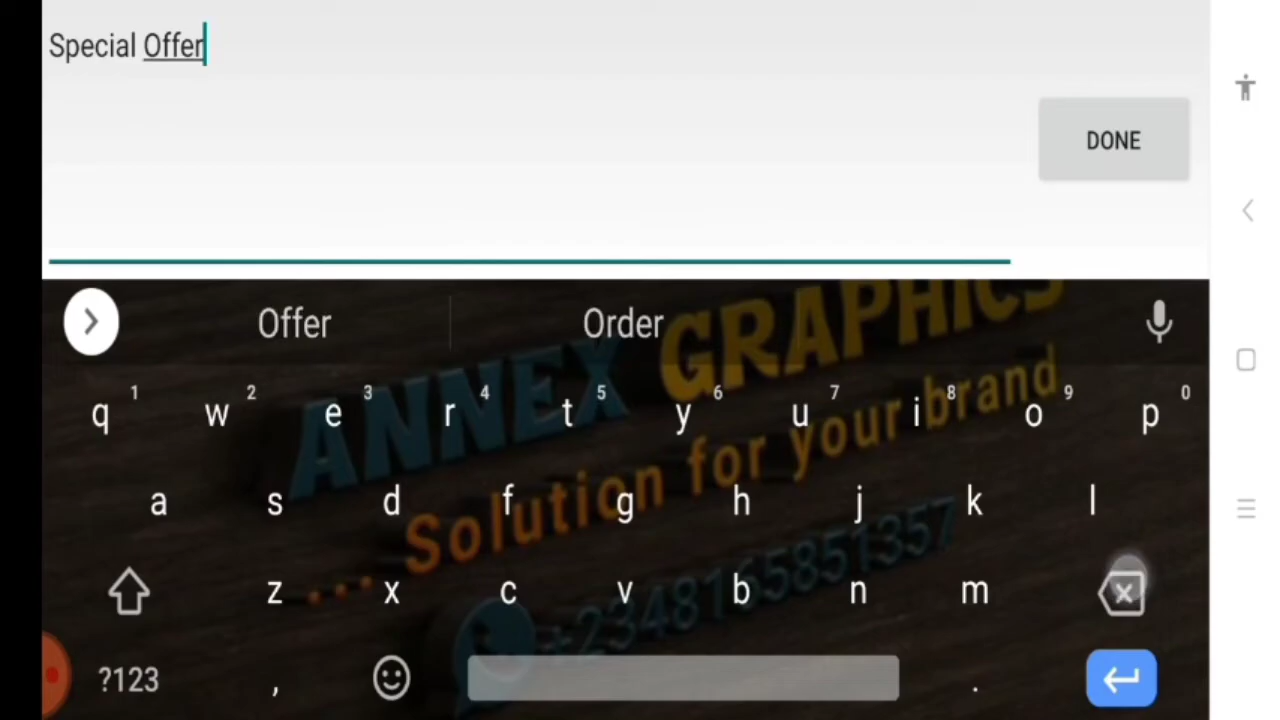 Special Offer
DONE
Offer Order
ANNEX GRAPHICS
... Solution for your brand
+2348165851357
1 2 3 4 5 6 7 8 9 0
q w e r t y u i o p
a s d f g h j k l
z x c v b n m
?123 , .